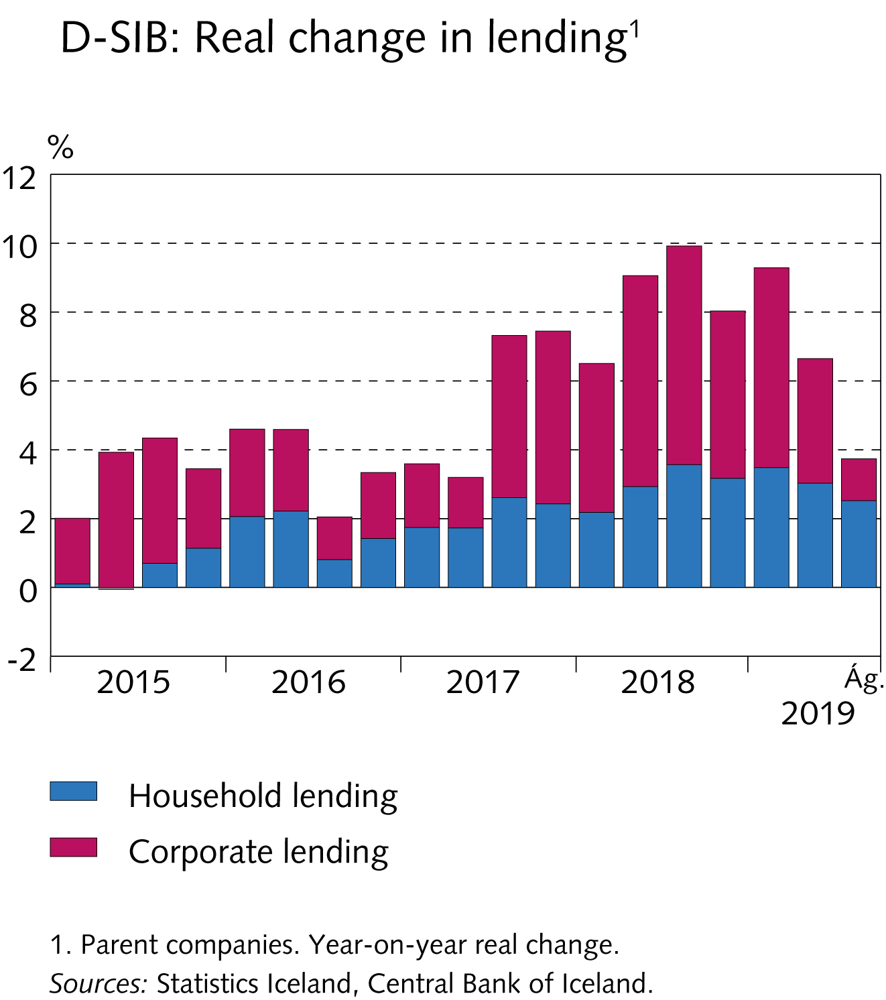 D-SIB: Real change in lending¹
%
12
10
8
6
4
2
0
-2
2015 2016 2017 2018 Ág.
2019
Household lending
Corporate lending
1. Parent companies. Year-on-year real change.
Sources: Statistics Iceland, Central Bank of Iceland.